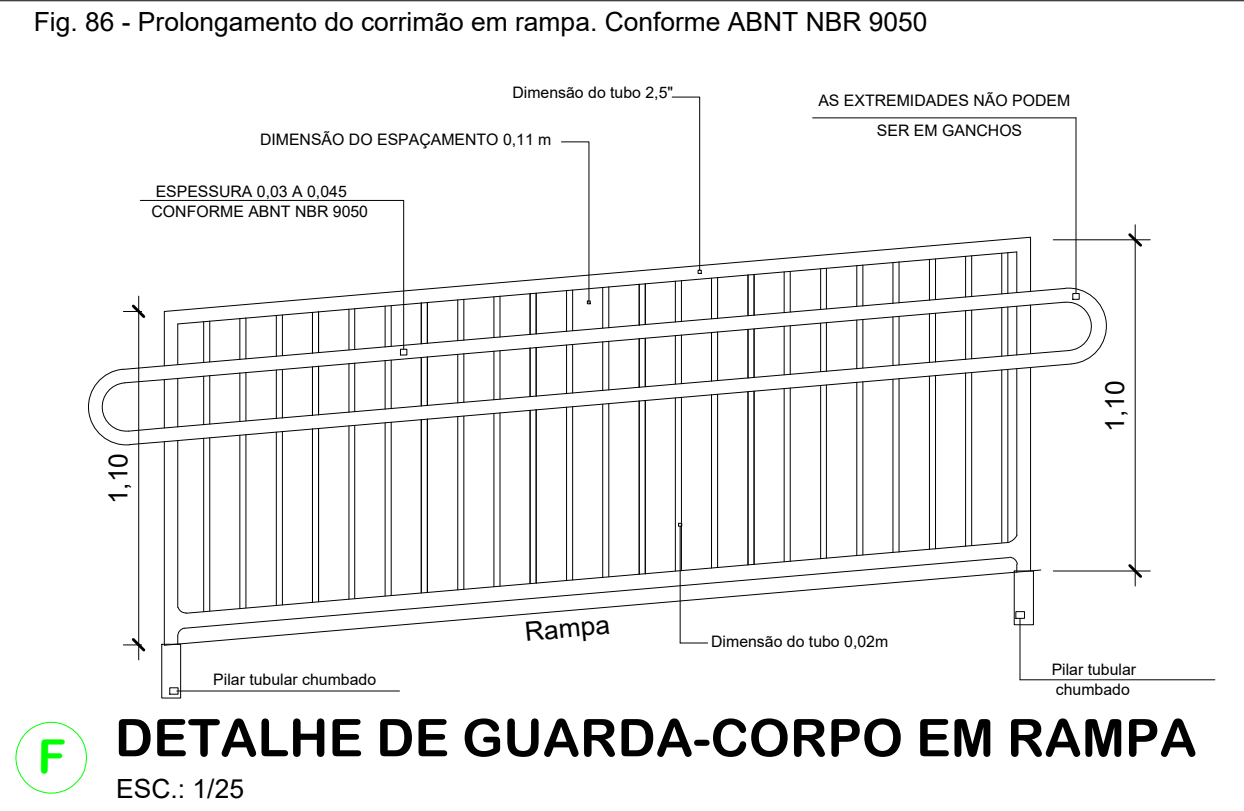 Fig. 86 - Prolongamento do corrimão em rampa. Conforme ABNT NBR 9050
Dimensão do tubo 2,5"
AS EXTREMIDADES NÃO PODEM
SER EM GANCHOS
DIMENSÃO DO ESPAÇAMENTO 0,11 m
ESPESSURA 0,03 A 0,045
CONFORME ABNT NBR 9050
1,10
1,10
Rampa
Dimensão do tubo 0,02m
Pilar tubular chumbado
Pilar tubular
chumbado
F
DETALHE DE GUARDA-CORPO EM RAMPA
ESC.: 1/25